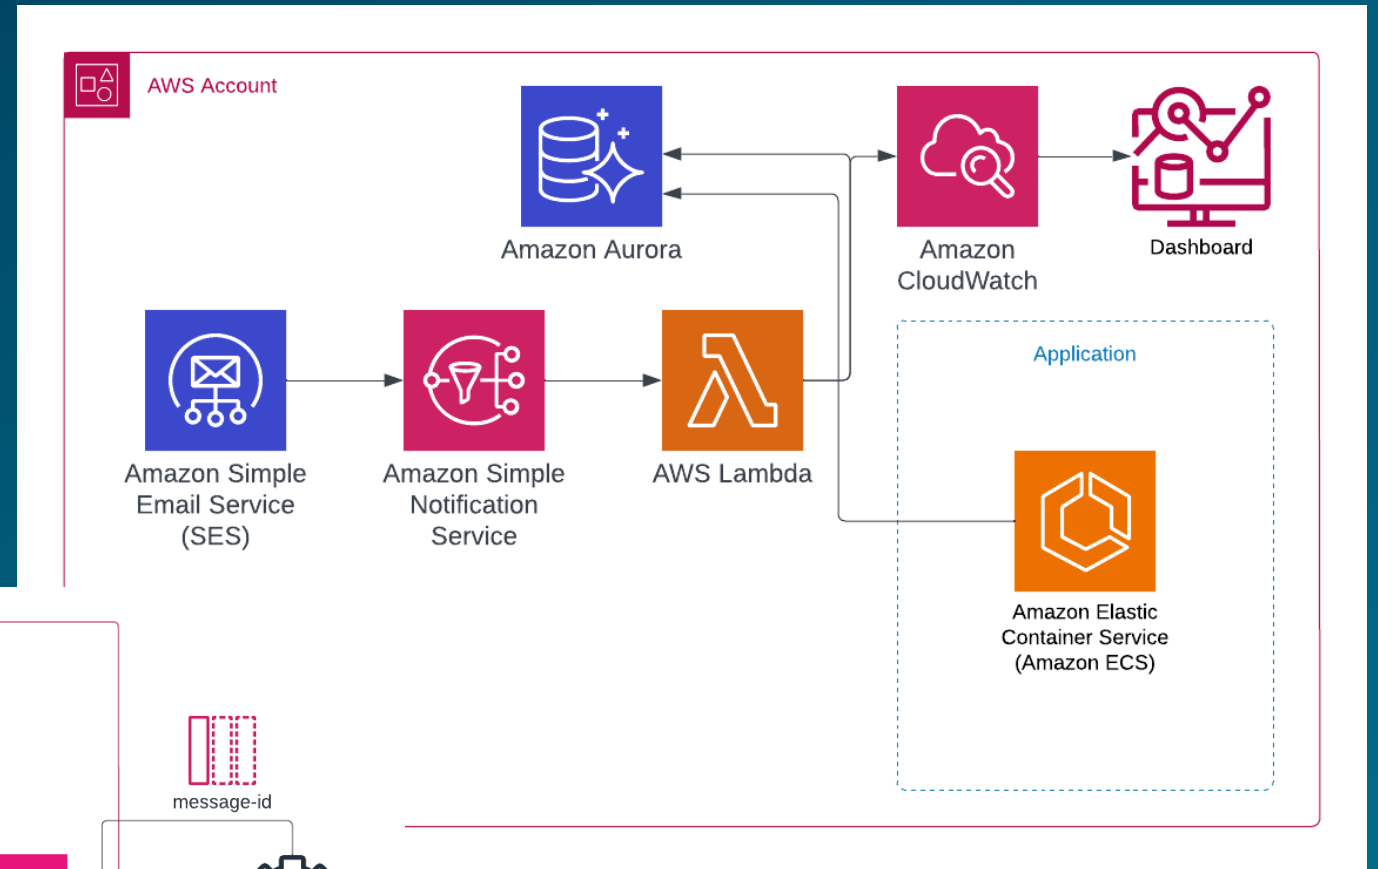 AWS Account
Amazon Aurora
Amazon
CloudWatch
Dashboard
Application
Amazon Simple
Email Service
(SES)
Amazon Simple
Notification
Service
AWS Lambda
Amazon Elastic
Container Service
(Amazon ECS)
message-id